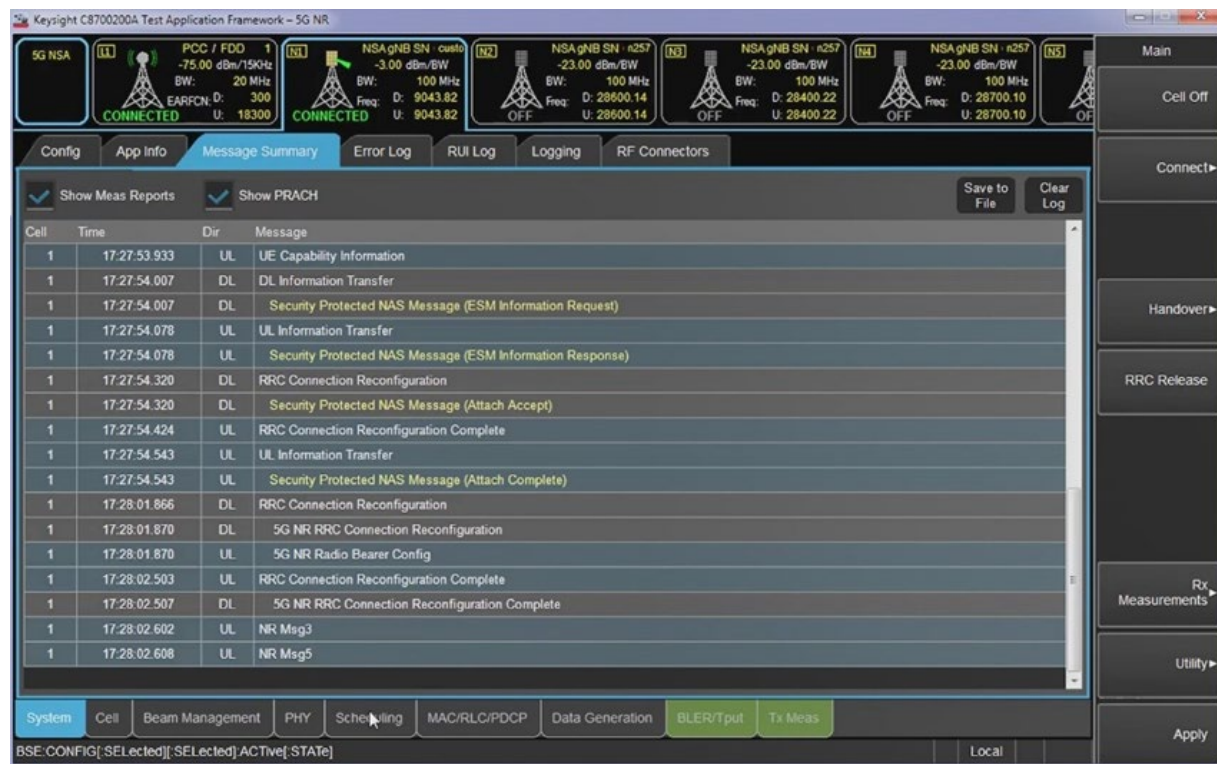 Keysight C8700200A Test Application Framework – 5G NR
5G NSA
L1 PCC / FDD 1
-75.00 dBm/15KHz
BW: 20 MHz
EARFCN: D: 300
CONNECTED U: 18300
N1 NSA gNB SN · custo
-3.00 dBm/BW
BW: 100 MHz
Freq: D: 9043.82
CONNECTED U: 9043.82
N2 NSA gNB SN · n257
-23.00 dBm/BW
BW: 100 MHz
Freq: D: 28600.14
OFF U: 28600.14
N3 NSA gNB SN · n257
-23.00 dBm/BW
BW: 100 MHz
Freq: D: 28400.22
OFF U: 28400.22
N4 NSA gNB SN · n257
-23.00 dBm/BW
BW: 100 MHz
Freq: D: 28700.10
OFF U: 28700.10
N5
OF
Config App Info Message Summary Error Log RUI Log Logging RF Connectors
Show Meas Reports Show PRACH
Save to
File
Clear
Log
Cell Time Dir Message
1 17:27:53.933 UL UE Capability Information
1 17:27:54.007 DL DL Information Transfer
1 17:27:54.007 DL Security Protected NAS Message (ESM Information Request)
1 17:27:54.078 UL UL Information Transfer
1 17:27:54.078 UL Security Protected NAS Message (ESM Information Response)
1 17:27:54.320 DL RRC Connection Reconfiguration
1 17:27:54.320 DL Security Protected NAS Message (Attach Accept)
1 17:27:54.424 UL RRC Connection Reconfiguration Complete
1 17:27:54.543 UL UL Information Transfer
1 17:27:54.543 UL Security Protected NAS Message (Attach Complete)
1 17:28:01.866 DL RRC Connection Reconfiguration
1 17:28:01.870 DL 5G NR RRC Connection Reconfiguration
1 17:28:01.870 UL 5G NR Radio Bearer Config
1 17:28:02.503 UL RRC Connection Reconfiguration Complete
1 17:28:02.507 DL 5G NR RRC Connection Reconfiguration Complete
1 17:28:02.602 UL NR Msg3
1 17:28:02.608 UL NR Msg5
System Cell Beam Management PHY Scheduling MAC/RLC/PDCP Data Generation BLER/Tput Tx Meas
BSE:CONFIG[:SELected][:SELected]:ACTive[:STATe]
Local
Main
Cell Off
Connect
Handover
RRC Release
Rx
Measurements
Utility
Apply